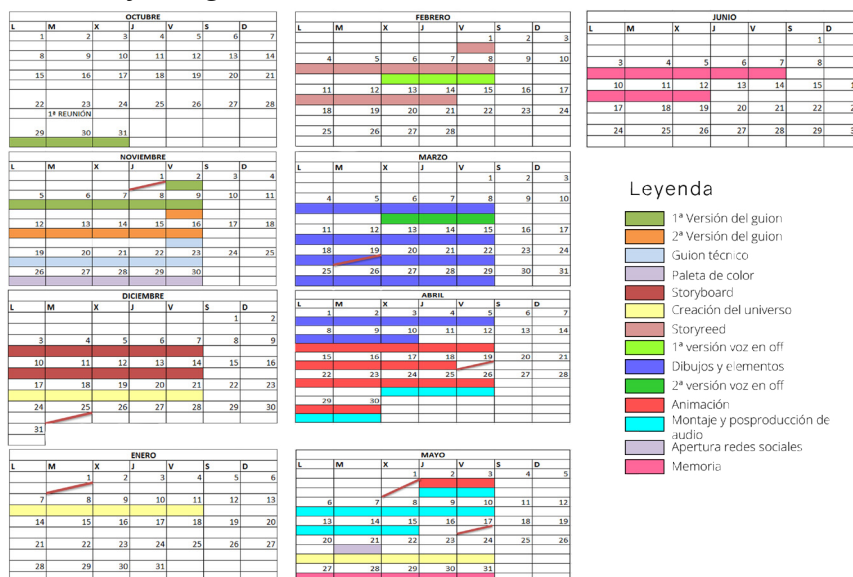 OCTUBRE
L M X J V S D
1 2 3 4 5 6 7
8 9 10 11 12 13 14
15 16 17 18 19 20 21
22 23 24 25 26 27 28
1ª REUNIÓN
29 30 31
NOVIEMBRE
L M X J V S D
1 2 3 4
5 6 7 8 9 10 11
12 13 14 15 16 17 18
19 20 21 22 23 24 25
26 27 28 29 30
DICIEMBRE
L M X J V S D
1 2
3 4 5 6 7 8 9
10 11 12 13 14 15 16
17 18 19 20 21 22 23
24 25 26 27 28 29 30
31
ENERO
L M X J V S D
1 2 3 4 5 6
7 8 9 10 11 12 13
14 15 16 17 18 19 20
21 22 23 24 25 26 27
28 29 30 31
FEBRERO
L M X J V S D
1 2 3
4 5 6 7 8 9 10
11 12 13 14 15 16 17
18 19 20 21 22 23 24
25 26 27 28
MARZO
L M X J V S D
1 2 3
4 5 6 7 8 9 10
11 12 13 14 15 16 17
18 19 20 21 22 23 24
25 26 27 28 29 30 31
ABRIL
L M X J V S D
1 2 3 4 5 6 7
8 9 10 11 12 13 14
15 16 17 18 19 20 21
22 23 24 25 26 27 28
29 30
MAYO
L M X J V S D
1 2 3 4 5
6 7 8 9 10 11 12
13 14 15 16 17 18 19
20 21 22 23 24 25 26
27 28 29 30 31
JUNIO
L M X J V S D
1
3 4 5 6 7 8
10 11 12 13 14 15
17 18 19 20 21 22
24 25 26 27 28 29
Leyenda
1ª Versión del guion
2ª Versión del guion
Guion técnico
Paleta de color
Storyboard
Creación del universo
Storyreed
1ª versión voz en off
Dibujos y elementos
2ª versión voz en off
Animación
Montaje y posproducción de
audio
Apertura redes sociales
Memoria